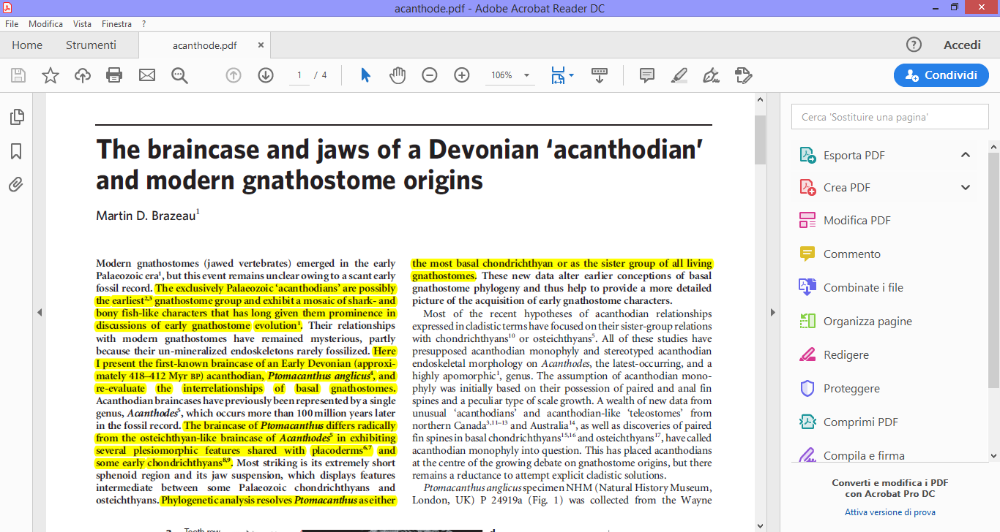 acanthode.pdf - Adobe Acrobat Reader DC
File Modifica Vista Finestra ?
Home Strumenti acanthode.pdf × ? Accedi
1 / 4 106% Condividi
The braincase and jaws of a Devonian ‘acanthodian’
and modern gnathostome origins
Martin D. Brazeau1
Modern gnathostomes (jawed vertebrates) emerged in the early
Palaeozoic era1, but this event remains unclear owing to a scant early
fossil record. The exclusively Palaeozoic ‘acanthodians’ are possibly
the earliest2,3 gnathostome group and exhibit a mosaic of shark- and
bony fish-like characters that has long given them prominence in
discussions of early gnathostome evolution1. Their relationships
with modern gnathostomes have remained mysterious, partly
because their un-mineralized endoskeletons rarely fossilized. Here
I present the first-known braincase of an Early Devonian (approxi-
mately 418–412 Myr BP) acanthodian, Ptomacanthus anglicus4, and
re-evaluate the interrelationships of basal gnathostomes.
Acanthodian braincases have previously been represented by a single
genus, Acanthodes5, which occurs more than 100 million years later
in the fossil record. The braincase of Ptomacanthus differs radically
from the osteichthyan-like braincase of Acanthodes5 in exhibiting
several plesiomorphic features shared with placoderms6,7 and
some early chondrichthyans8,9. Most striking is its extremely short
sphenoid region and its jaw suspension, which displays features
intermediate between some Palaeozoic chondrichthyans and
osteichthyans. Phylogenetic analysis resolves Ptomacanthus as either
the most basal chondrichthyan or as the sister group of all living
gnathostomes. These new data alter earlier conceptions of basal
gnathostome phylogeny and thus help to provide a more detailed
picture of the acquisition of early gnathostome characters.
Most of the recent hypotheses of acanthodian relationships
expressed in cladistic terms have focused on their sister-group relations
with chondrichthyans10 or osteichthyans5. All of these studies have
presupposed acanthodian monophyly and stereotyped acanthodian
endoskeletal morphology on Acanthodes, the latest-occurring, and a
highly apomorphic1, genus. The assumption of acanthodian mono-
phyly was initially based on their possession of paired and anal fin
spines and a peculiar type of scale growth. A wealth of new data from
unusual ‘acanthodians’ and acanthodian-like ‘teleostomes’ from
northern Canada3,11–13 and Australia14, as well as discoveries of paired
fin spines in basal chondrichthyans15,16 and osteichthyans17, have called
acanthodian monophyly into question. This has placed acanthodians
at the centre of the growing debate on gnathostome origins, but there
remains a reluctance to attempt explicit cladistic solutions.
Ptomacanthus anglicus specimen NHM (Natural History Museum,
London, UK) P 24919a (Fig. 1) was collected from the Wayne
Cerca 'Sostituire una pagina'
Esporta PDF
Crea PDF
Modifica PDF
Commento
Combinate i file
Organizza pagine
Redigere
Proteggere
Comprimi PDF
Compila e firma
Converti e modifica i PDF
con Acrobat Pro DC
Attiva versione di prova